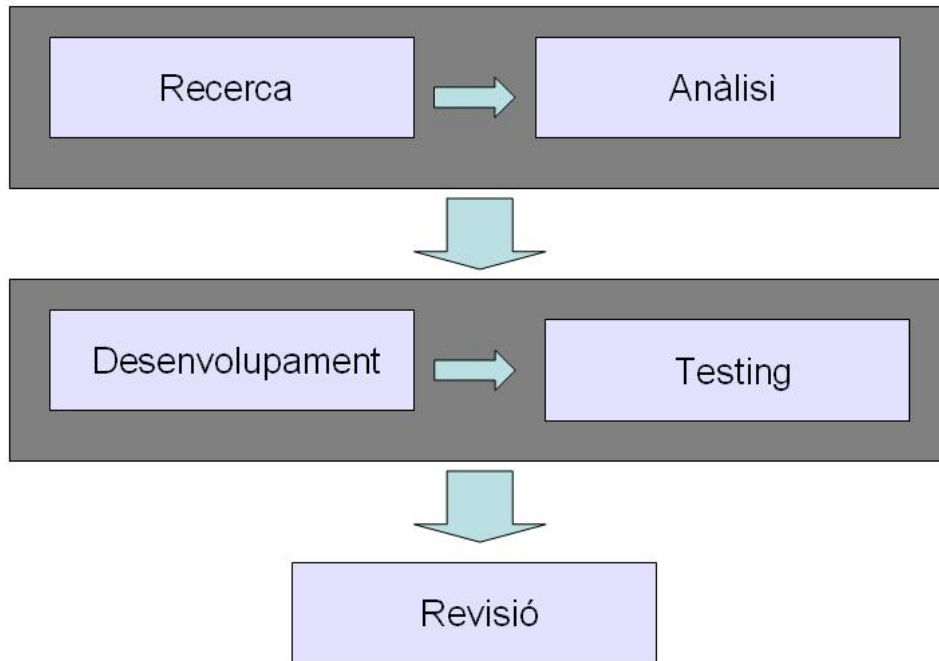 Recerca
Anàlisi
Desenvolupament
Testing
Revisió